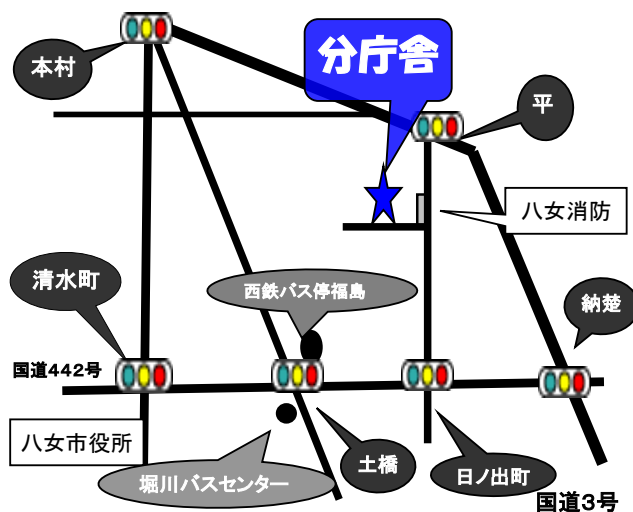 分庁舎
本村
平
八女消防
清水町
西鉄バス停福島
納楚
国道442号
八女市役所
土橋
堀川バスセンター
日ノ出町
国道3号